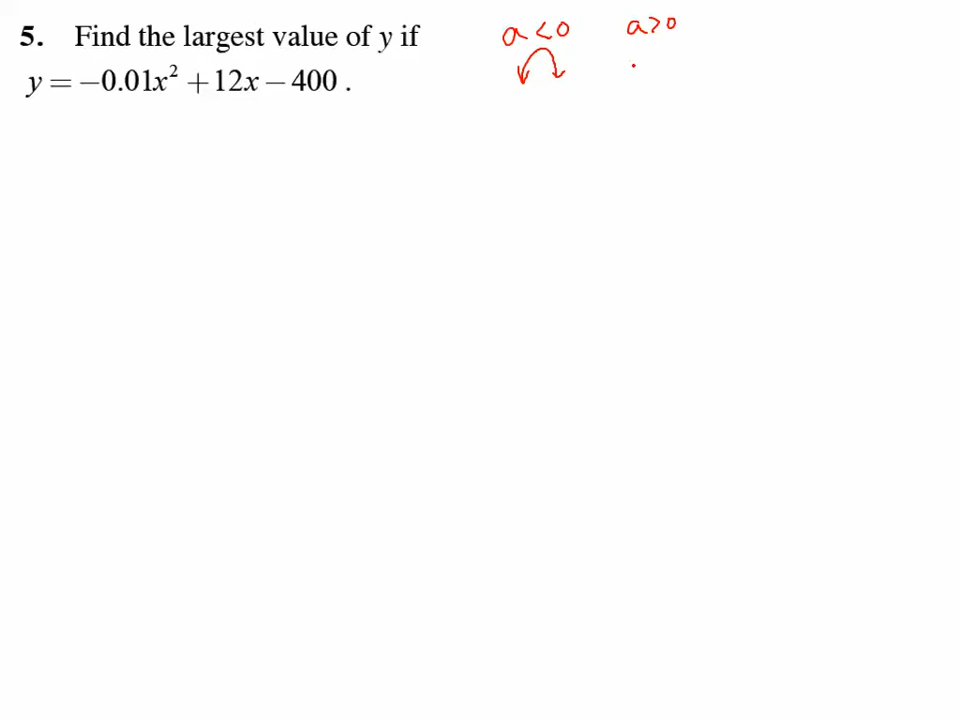 5. Find the largest value of y if
y = −0.01x² + 12x − 400 .
a < 0 a > 0